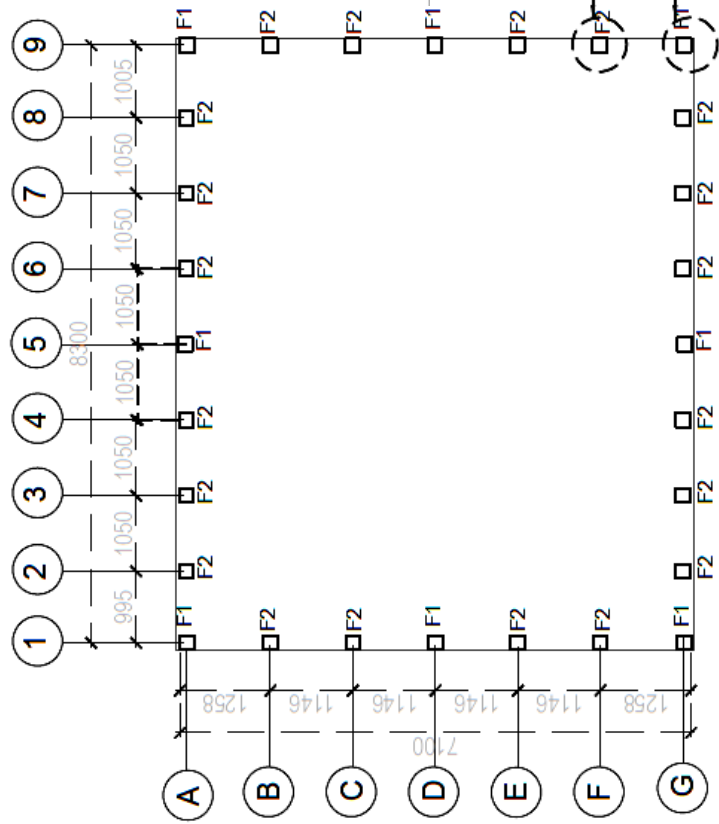 F1 F2 F2 F1 F2 F2
9
1005
8 F2 F2
1050
7 F2 F2
1050
6 F2 F2
1050
5 8300 F1 F1
1050
4 F2 F2
1050
3 F2 F2
1050
2 F2 F2
995
F1 F2 F2 F1 F2 F2 F1
1
1258 1146 1146 1146 1146 1258
7100
A B C D E F G